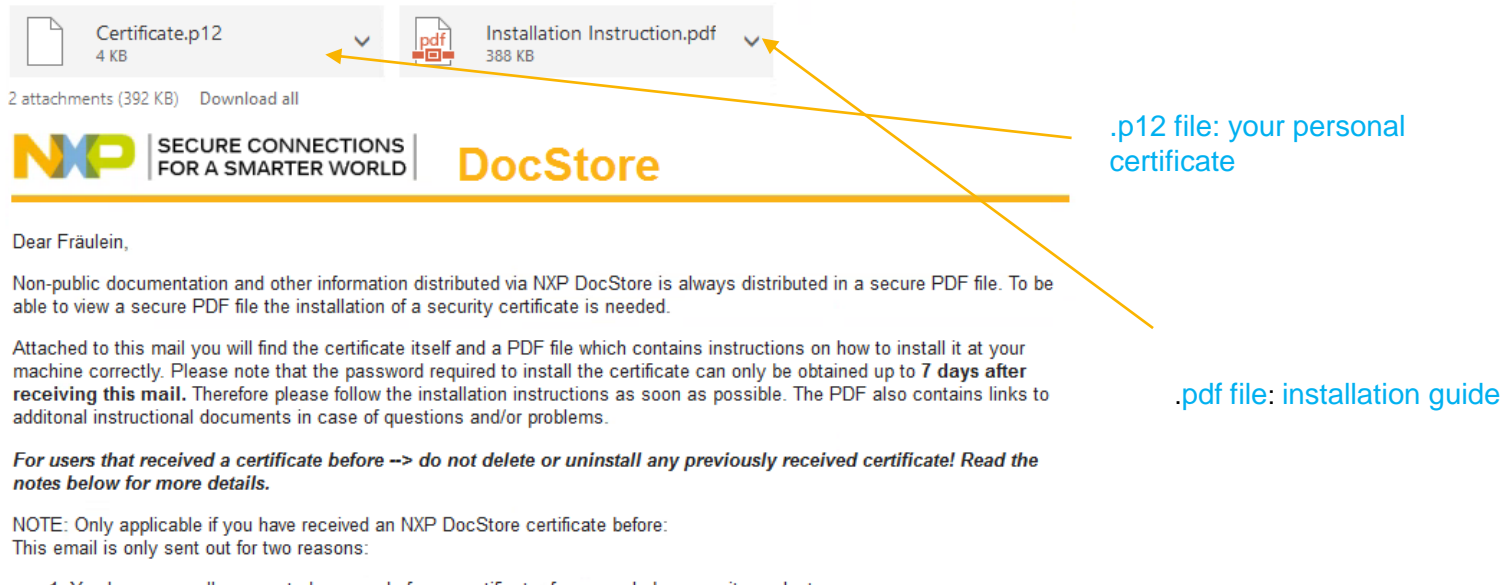 Certificate.p12
4 KB
Installation Instruction.pdf
388 KB
pdf
2 attachments (392 KB) Download all
.p12 file: your personal
certificate
NXP
SECURE CONNECTIONS
FOR A SMARTER WORLD
DocStore
Dear Fräulein,
Non-public documentation and other information distributed via NXP DocStore is always distributed in a secure PDF file. To be
able to view a secure PDF file the installation of a security certificate is needed.
Attached to this mail you will find the certificate itself and a PDF file which contains instructions on how to install it at your
machine correctly. Please note that the password required to install the certificate can only be obtained up to 7 days after
receiving this mail. Therefore please follow the installation instructions as soon as possible. The PDF also contains links to
additonal instructional documents in case of questions and/or problems.
.pdf file: installation guide
For users that received a certificate before --> do not delete or uninstall any previously received certificate! Read the
notes below for more details.
NOTE: Only applicable if you have received an NXP DocStore certificate before:
This email is only sent out for two reasons: